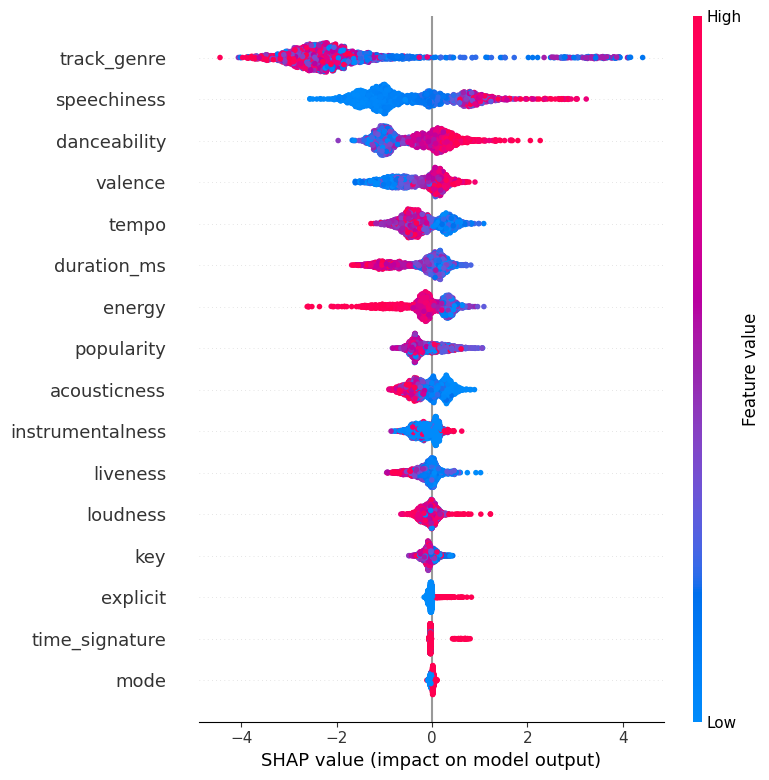 High
track_genre
speechiness
danceability
valence
tempo
duration_ms
energy
popularity
acousticness
instrumentalness
liveness
loudness
key
explicit
time_signature
mode
Feature value
Low
−4 −2 0 2 4
SHAP value (impact on model output)